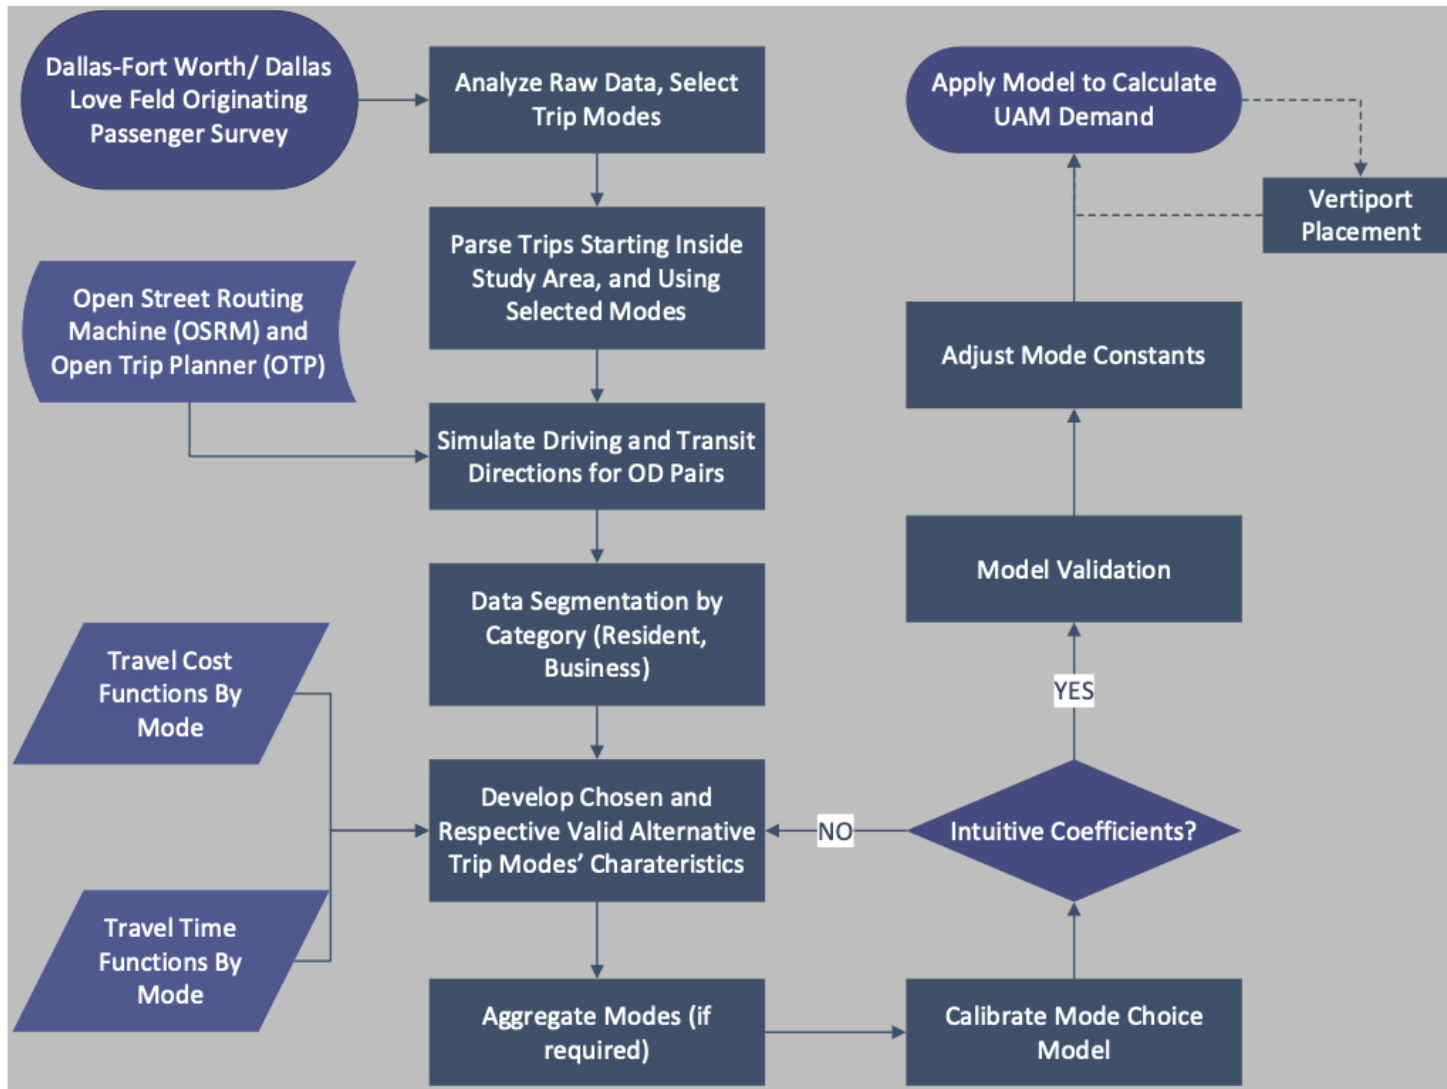 Dallas-Fort Worth/ Dallas
Love Feld Originating
Passenger Survey
Analyze Raw Data, Select
Trip Modes
Parse Trips Starting Inside
Study Area, and Using
Selected Modes
Open Street Routing
Machine (OSRM) and
Open Trip Planner (OTP)
Simulate Driving and Transit
Directions for OD Pairs
Data Segmentation by
Category (Resident,
Business)
Travel Cost
Functions By
Mode
Develop Chosen and
Respective Valid Alternative
Trip Modes’ Charateristics
Travel Time
Functions By
Mode
Aggregate Modes (if
required)
Calibrate Mode Choice
Model
Intuitive Coefficients?
NO
YES
Model Validation
Adjust Mode Constants
Apply Model to Calculate
UAM Demand
Vertiport
Placement